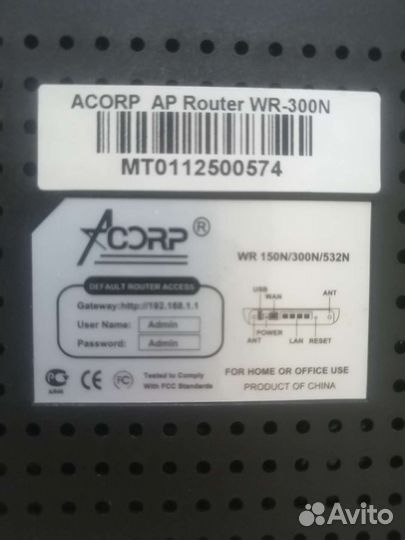 ACORP AP Router WR-300N
MT0112500574
ACORP ®
WR 150N/300N/532N
DEFAULT ROUTER ACCESS
Gateway:http://192.168.1.1
User Name: Admin
Password: Admin
USB
WAN
ANT
POWER
ANT
LAN
RESET
CE
FC
Tested to Comply
With FCC Standards
FOR HOME OR OFFICE USE
PRODUCT OF CHINA
Avito